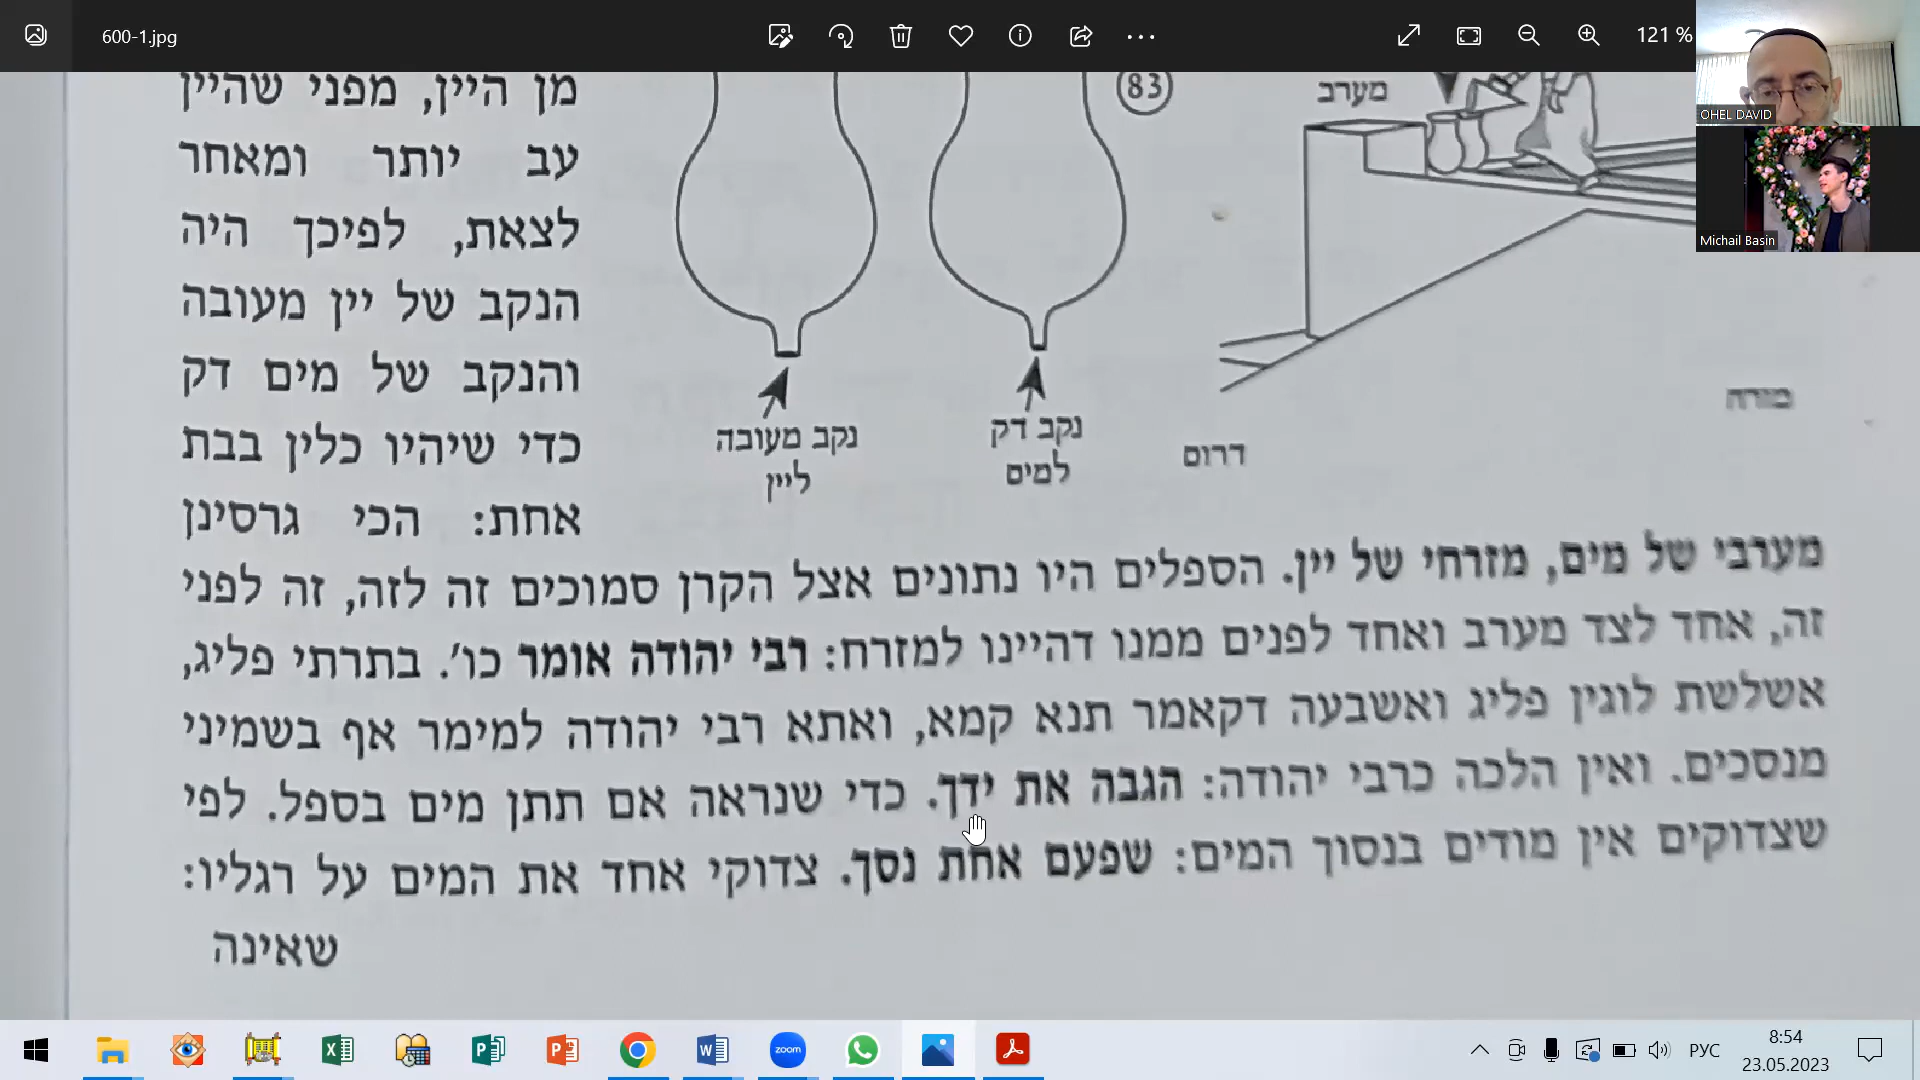 600-1.jpg
121 %
OHEL DAVID
Michail Basin
מן היין, מפני שהיין
עב יותר ומאחר
לצאת, לפיכך היה
הנקב של יין מעובה
והנקב של מים דק
כדי שיהיו כלין בבת
אחת: הכי גרסינן
83
מערב
נקב מעובה
ליין
נקב דק
למים
דרום
מזרח
מערבי של מים, מזרחי של יין. הספלים היו נתונים אצל הקרן סמוכים זה לזה, זה לפני
זה, אחד לצד מערב ואחד לפנים ממנו דהיינו למזרח: רבי יהודה אומר כו'. בתרתי פליג,
אשלשת לוגין פליג ואשבעה דקאמר תנא קמא, ואתא רבי יהודה למימר אף בשמיני
מנסכים. ואין הלכה כרבי יהודה: הגבה את ידך. כדי שנראה אם תתן מים בספל. לפי
שצדוקים אין מודים בנסוך המים: שפעם אחת נסך. צדוקי אחד את המים על רגליו:
שאינה
zoom
РУС
8:54
23.05.2023